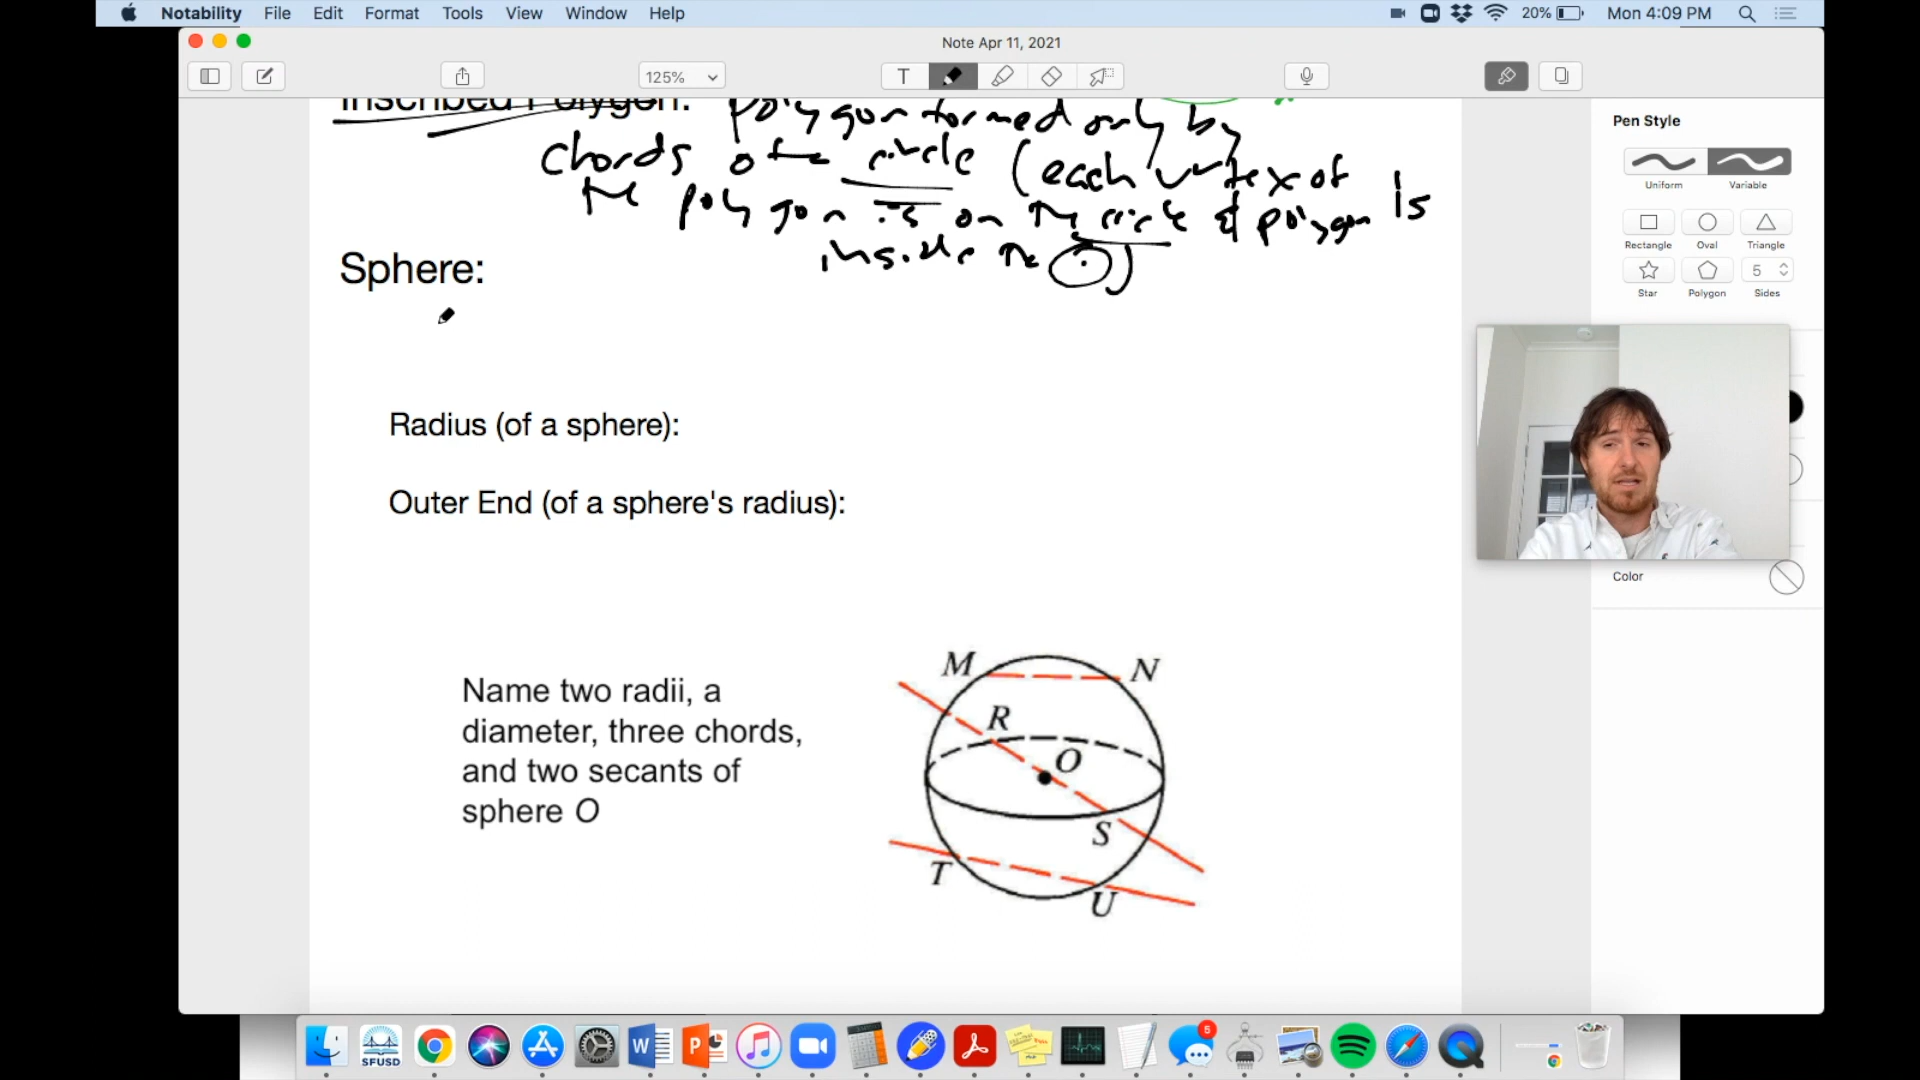 Notability File Edit Format Tools View Window Help 20% Mon 4:09 PM
Note Apr 11, 2021
125% T
Inscribed Polygon: polygon formed only by
chords of the circle (each vertex of
the polygon is on the circle & polygon is
inside the ⊙)
Sphere:
Radius (of a sphere):
Outer End (of a sphere's radius):
Name two radii, a
diameter, three chords,
and two secants of
sphere O
M N
R
O
S
T
U
Pen Style
Uniform Variable
Rectangle Oval Triangle
5
Star Polygon Sides
Color
SFUSD W P 5